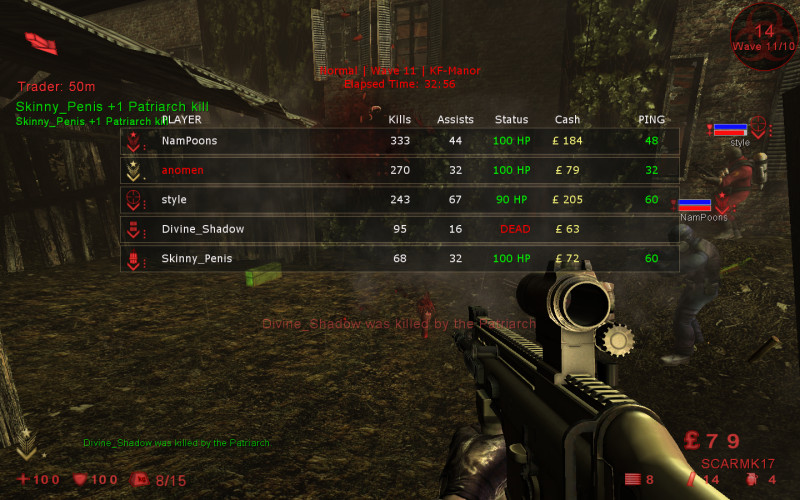 14
Wave 11/10
Normal | Wave 11 | KF-Manor
Elapsed Time: 32:56
Trader: 50m
Skinny_Penis +1 Patriarch kill
Skinny_Penis +1 Patriarch kill
PLAYER Kills Assists Status Cash PING
NamPoons 333 44 100 HP £ 184 48
anomen 270 32 100 HP £ 79 32
style 243 67 90 HP £ 205 60
Divine_Shadow 95 16 DEAD £ 63
Skinny_Penis 68 32 100 HP £ 72 60
style
NamPoons
Divine_Shadow was killed by the Patriarch
Divine_Shadow was killed by the Patriarch.
£79
SCARMK17
100 100 8/15
8 14 4